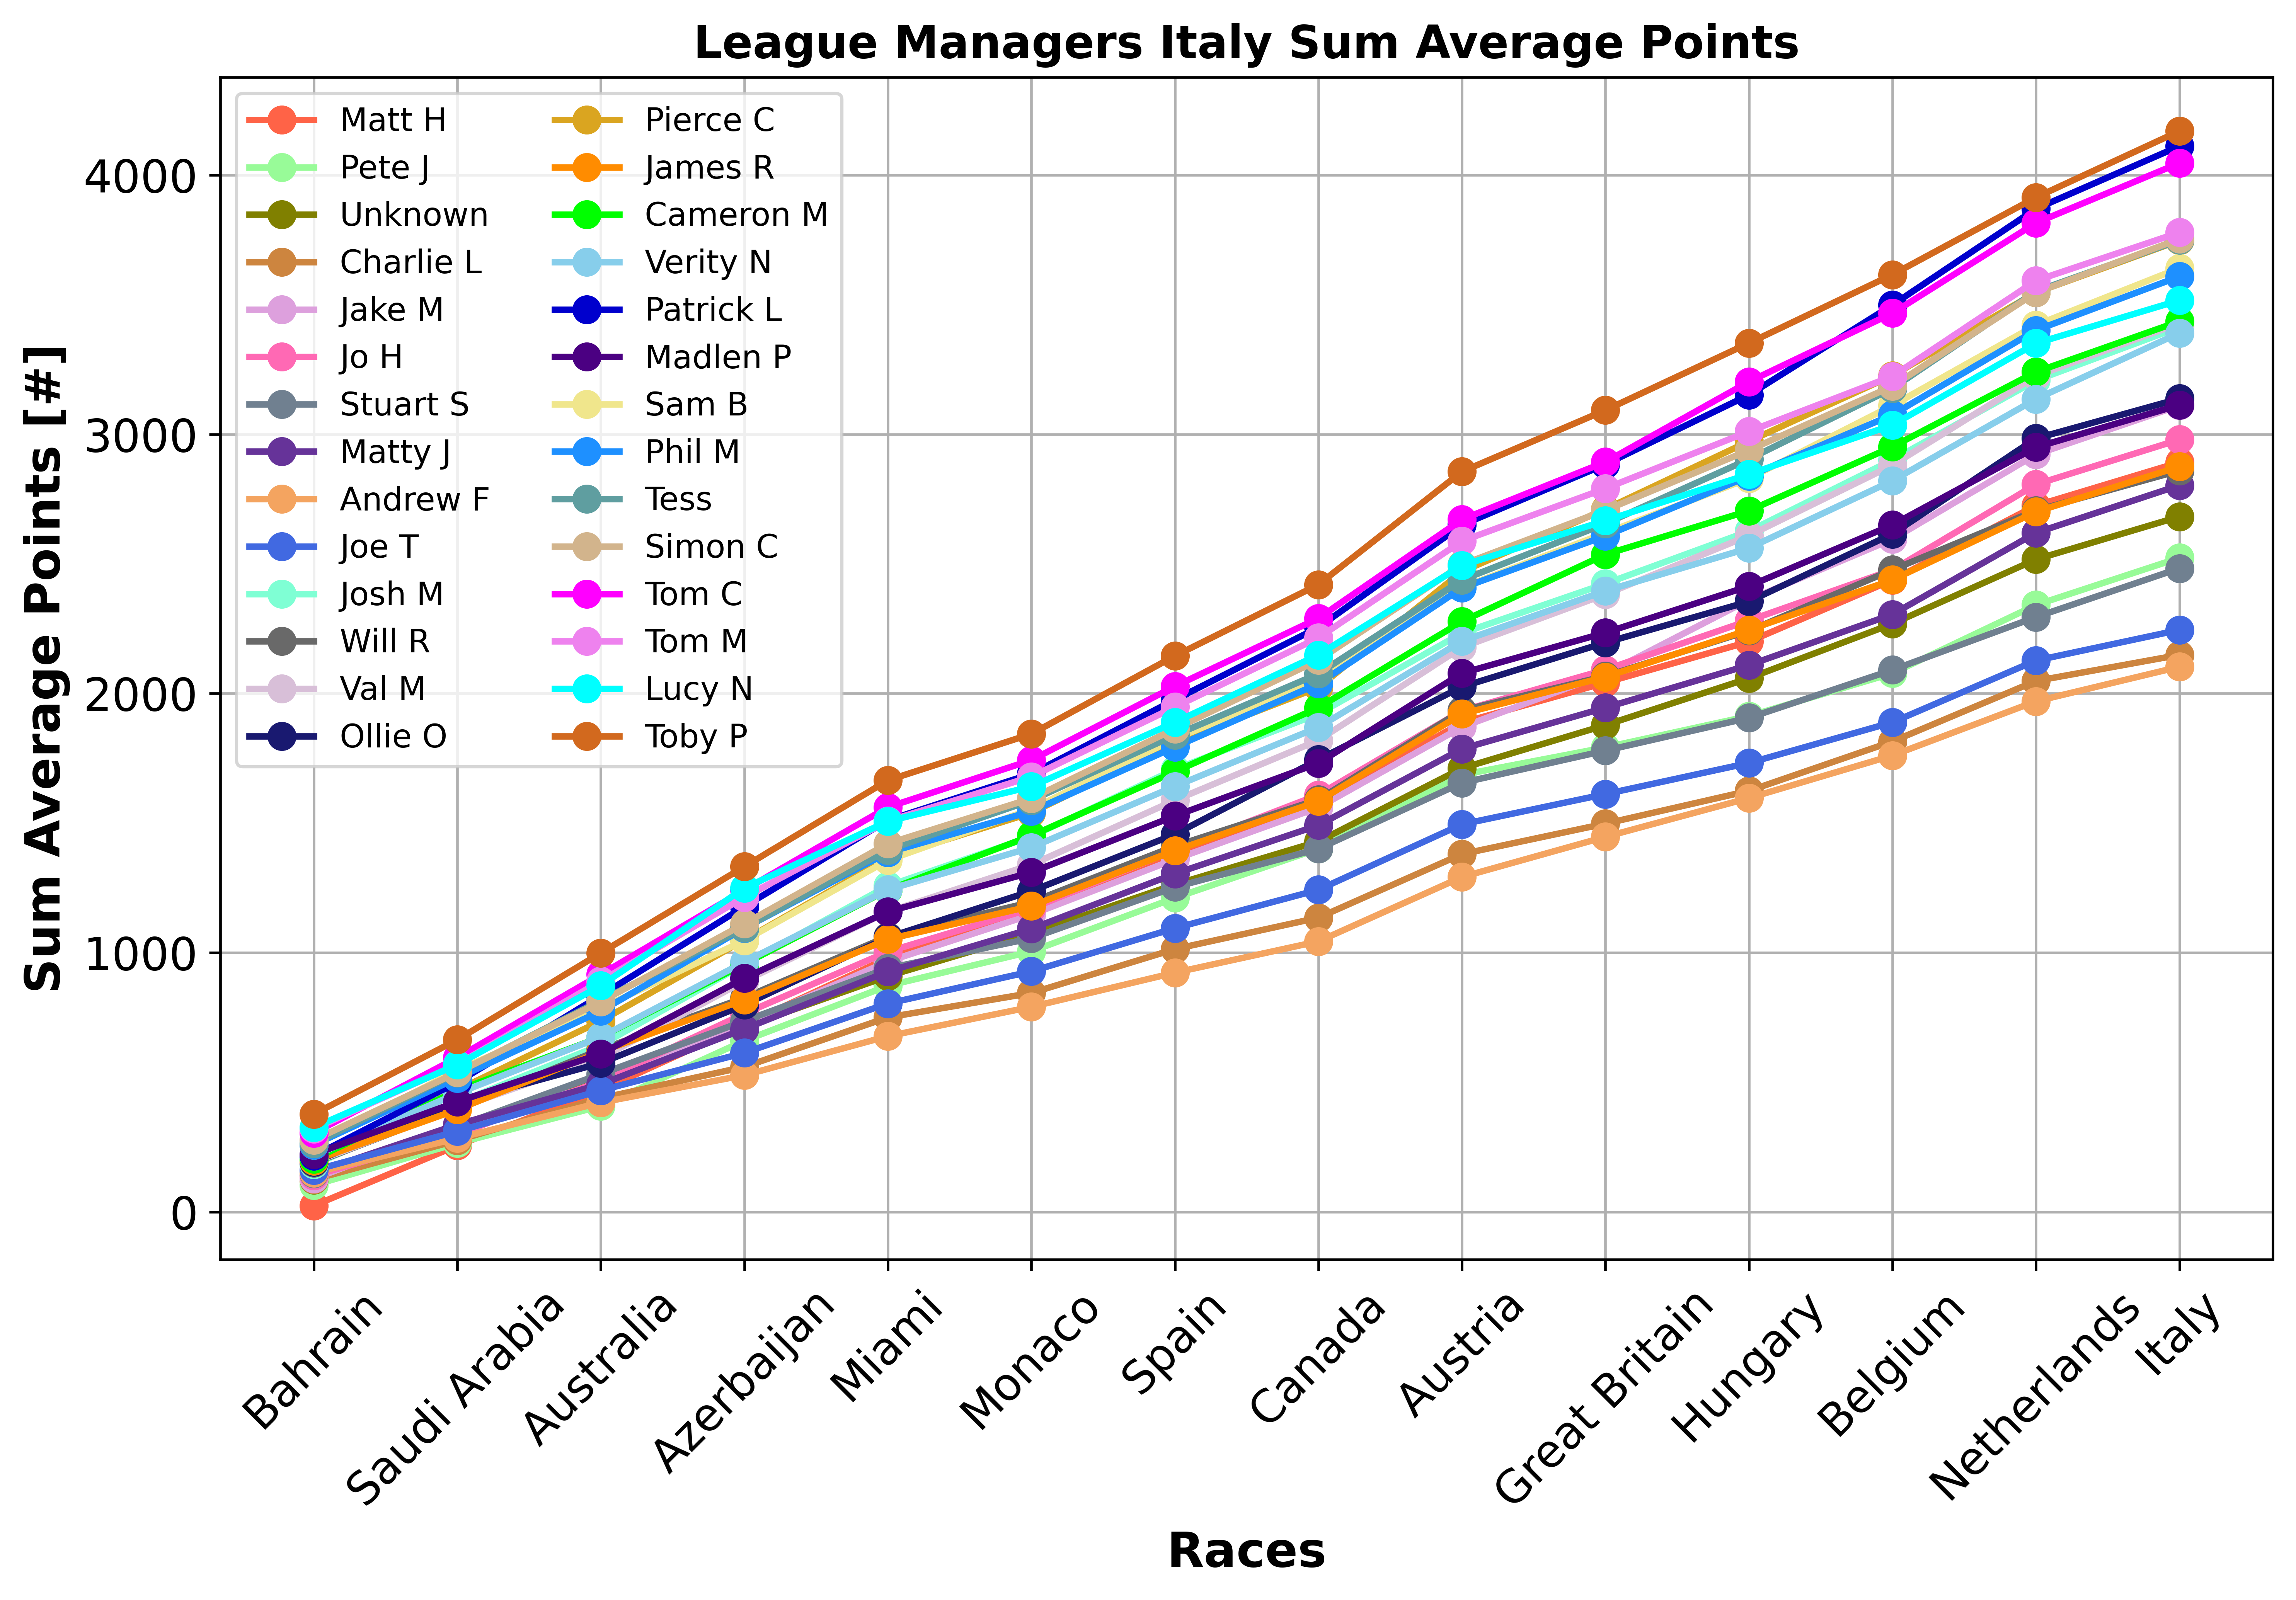 League Managers Italy Sum Average Points
Sum Average Points [#]
4000
3000
2000
1000
0
Matt H
Pete J
Unknown
Charlie L
Jake M
Jo H
Stuart S
Matty J
Andrew F
Joe T
Josh M
Will R
Val M
Ollie O
Pierce C
James R
Cameron M
Verity N
Patrick L
Madlen P
Sam B
Phil M
Tess
Simon C
Tom C
Tom M
Lucy N
Toby P
Bahrain
Saudi Arabia
Australia
Azerbaijan
Miami
Monaco
Spain
Canada
Austria
Great Britain
Hungary
Belgium
Netherlands
Italy
Races